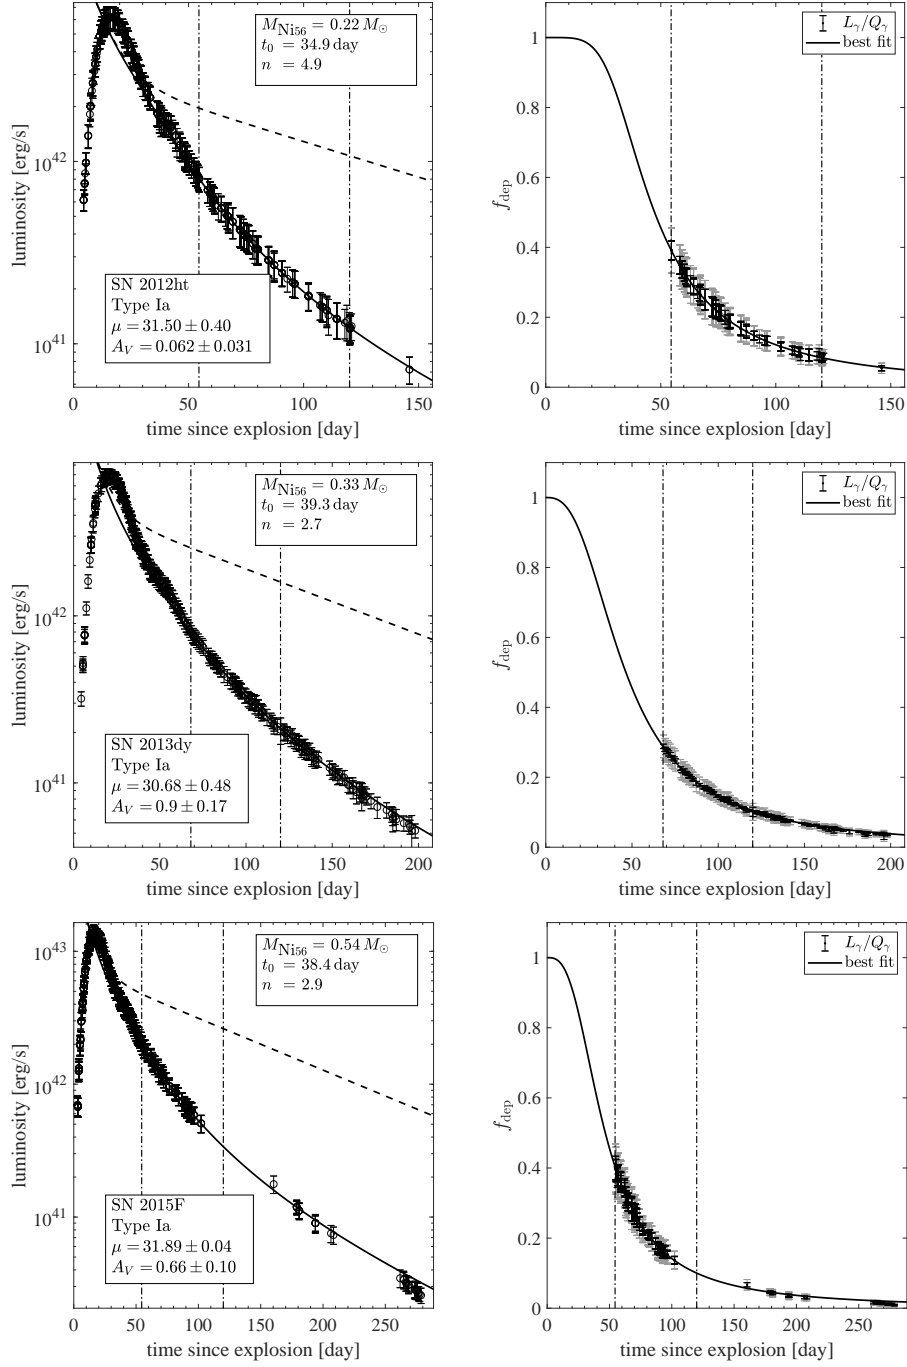 M_Ni56 = 0.22 M_⊙
t_0 = 34.9 day
n = 4.9
10^42
10^41
luminosity [erg/s]
SN 2012ht
Type Ia
μ = 31.50 ± 0.40
A_V = 0.062 ± 0.031
0 50 100 150
time since explosion [day]
L_γ/Q_γ
best fit
1
0.8
0.6
0.4
0.2
0
f_dep
0 50 100 150
time since explosion [day]
M_Ni56 = 0.33 M_⊙
t_0 = 39.3 day
n = 2.7
10^42
10^41
luminosity [erg/s]
SN 2013dy
Type Ia
μ = 30.68 ± 0.48
A_V = 0.9 ± 0.17
0 50 100 150 200
time since explosion [day]
L_γ/Q_γ
best fit
1
0.8
0.6
0.4
0.2
0
f_dep
0 50 100 150 200
time since explosion [day]
M_Ni56 = 0.54 M_⊙
t_0 = 38.4 day
n = 2.9
10^43
10^42
10^41
luminosity [erg/s]
SN 2015F
Type Ia
μ = 31.89 ± 0.04
A_V = 0.66 ± 0.10
0 50 100 150 200 250
time since explosion [day]
L_γ/Q_γ
best fit
1
0.8
0.6
0.4
0.2
0
f_dep
0 50 100 150 200 250
time since explosion [day]